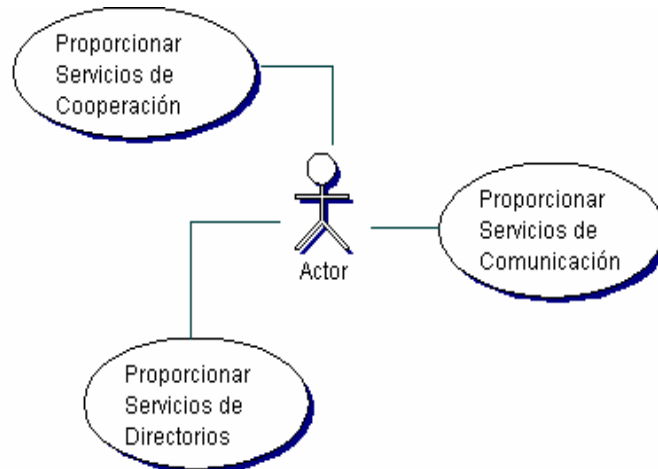 Proporcionar
Servicios de
Cooperación
Proporcionar
Servicios de
Comunicación
Actor
Proporcionar
Servicios de
Directorios